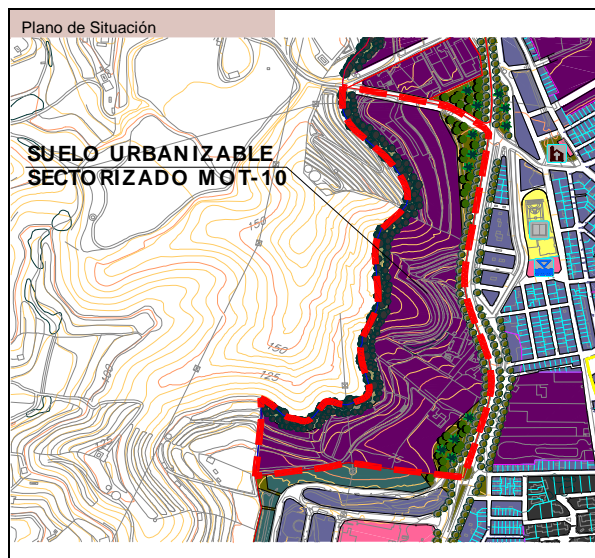 Plano de Situación
SUELO URBANIZABLE
SECTORIZADO MOT-10
150
150
125
100
125